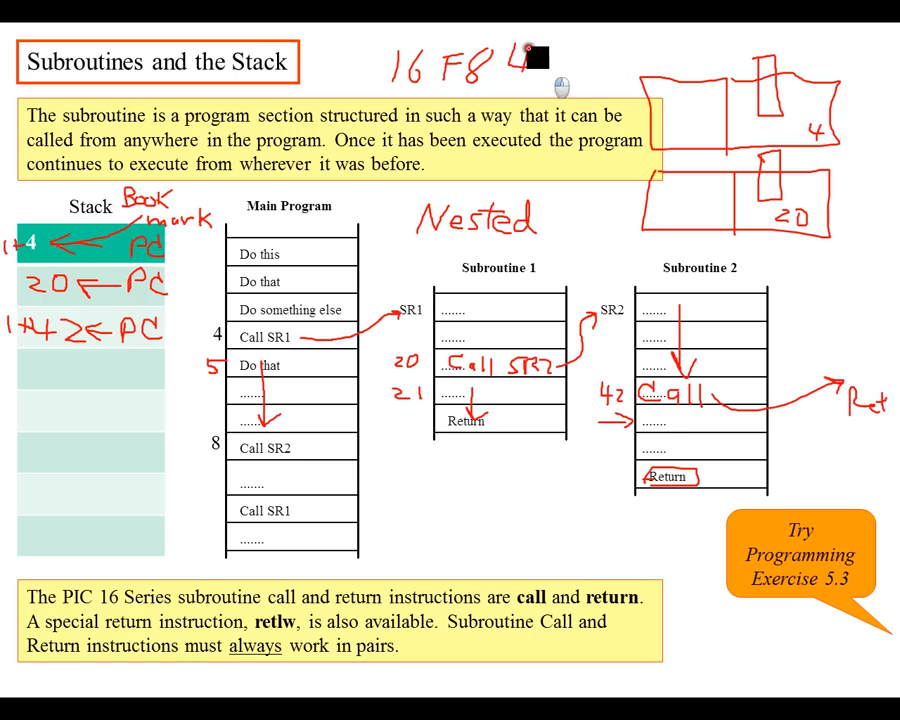 Subroutines and the Stack
16 F8 4
The subroutine is a program section structured in such a way that it can be
called from anywhere in the program. Once it has been executed the program
continues to execute from wherever it was before.
4
20
Stack
Book
mark
1+4
PC
20
PC
1+42
PC
Main Program
Do this
Do that
Do something else
4
Call SR1
5
Do that
.......
.......
8
Call SR2
.......
Call SR1
.......
Nested
Subroutine 1
SR1
.......
.......
20
Call SR2
21
.......
Return
Subroutine 2
SR2
.......
.......
.......
42
Call
Ret
.......
.......
Return
Try
Programming
Exercise 5.3
The PIC 16 Series subroutine call and return instructions are call and return.
A special return instruction, retlw, is also available. Subroutine Call and
Return instructions must always work in pairs.